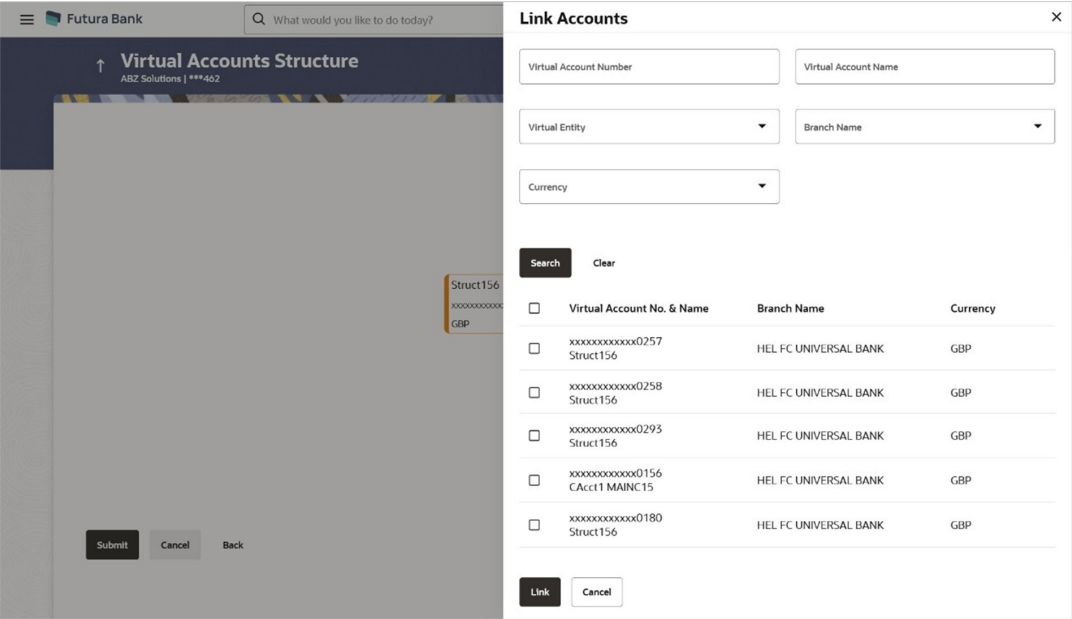 Futura Bank
What would you like to do today?
Virtual Accounts Structure
ABZ Solutions | ***462
Struct156
xxxxxxxxxxx
GBP
Submit
Cancel
Back
Link Accounts
Virtual Account Number
Virtual Account Name
Virtual Entity
Branch Name
Currency
Search
Clear
Virtual Account No. & Name Branch Name Currency
xxxxxxxxxxxx0257
Struct156
HEL FC UNIVERSAL BANK GBP
xxxxxxxxxxxx0258
Struct156
HEL FC UNIVERSAL BANK GBP
xxxxxxxxxxxx0293
Struct156
HEL FC UNIVERSAL BANK GBP
xxxxxxxxxxxx0156
CAcct1 MAINC15
HEL FC UNIVERSAL BANK GBP
xxxxxxxxxxxx0180
Struct156
HEL FC UNIVERSAL BANK GBP
Link
Cancel